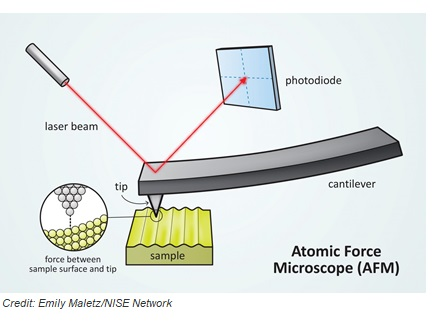 photodiode
laser beam
tip
cantilever
force between
sample surface and tip
sample
Atomic Force
Microscope (AFM)
Credit: Emily Maletz/NISE Network